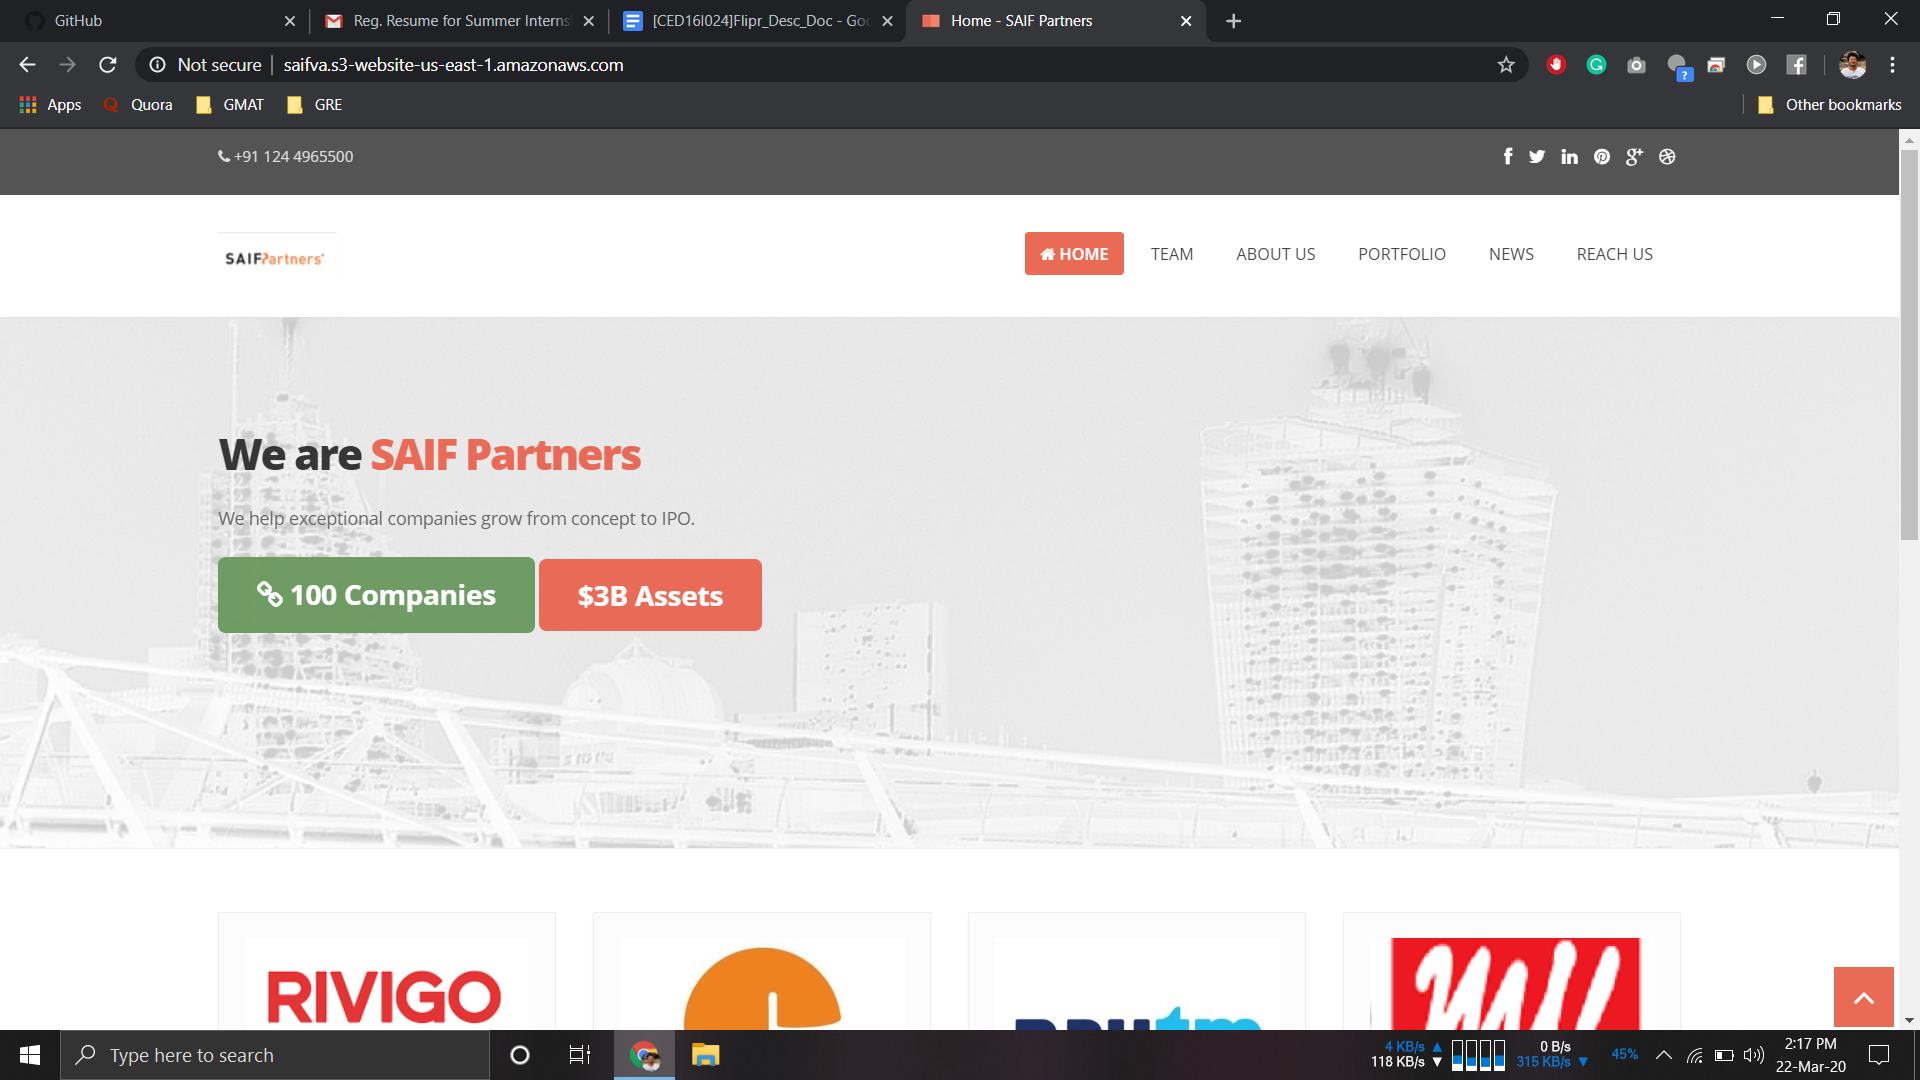 GitHub
Reg. Resume for Summer Interns
[CED16I024]Flipr_Desc_Doc - Goo
Home - SAIF Partners
Not secure
saifva.s3-website-us-east-1.amazonaws.com
Apps
Quora
GMAT
GRE
Other bookmarks
+91 124 4965500
SAIFPartners
HOME
TEAM
ABOUT US
PORTFOLIO
NEWS
REACH US
We are SAIF Partners
We help exceptional companies grow from concept to IPO.
100 Companies
$3B Assets
RIVIGO
paytm
Type here to search
4 KB/s
118 KB/s
0 B/s
315 KB/s
45%
2:17 PM
22-Mar-20